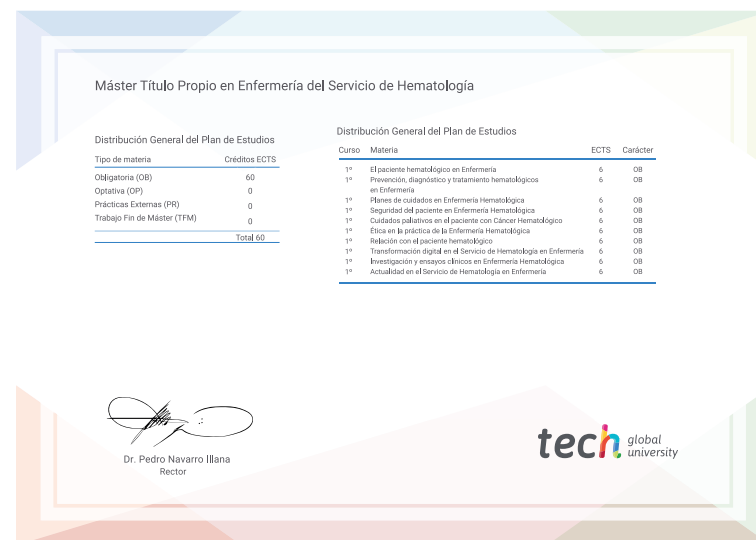 Máster Título Propio en Enfermería del Servicio de Hematología
Distribución General del Plan de Estudios
Tipo de materia Créditos ECTS
Obligatoria (OB) 60
Optativa (OP) 0
Prácticas Externas (PR) 0
Trabajo Fin de Máster (TFM) 0
Total 60
Distribución General del Plan de Estudios
Curso Materia ECTS Carácter
1º El paciente hematológico en Enfermería 6 OB
1º Prevención, diagnóstico y tratamiento hematológicos 6 OB
en Enfermería
1º Planes de cuidados en Enfermería Hematológica 6 OB
1º Seguridad del paciente en Enfermería Hematológica 6 OB
1º Cuidados paliativos en el paciente con Cáncer Hematológico 6 OB
1º Ética en la práctica de la Enfermería Hematológica 6 OB
1º Relación con el paciente hematológico 6 OB
1º Transformación digital en el Servicio de Hematología en Enfermería 6 OB
1º Investigación y ensayos clínicos en Enfermería Hematológica 6 OB
1º Actualidad en el Servicio de Hematología en Enfermería 6 OB
Dr. Pedro Navarro Illana
Rector
tech global
university